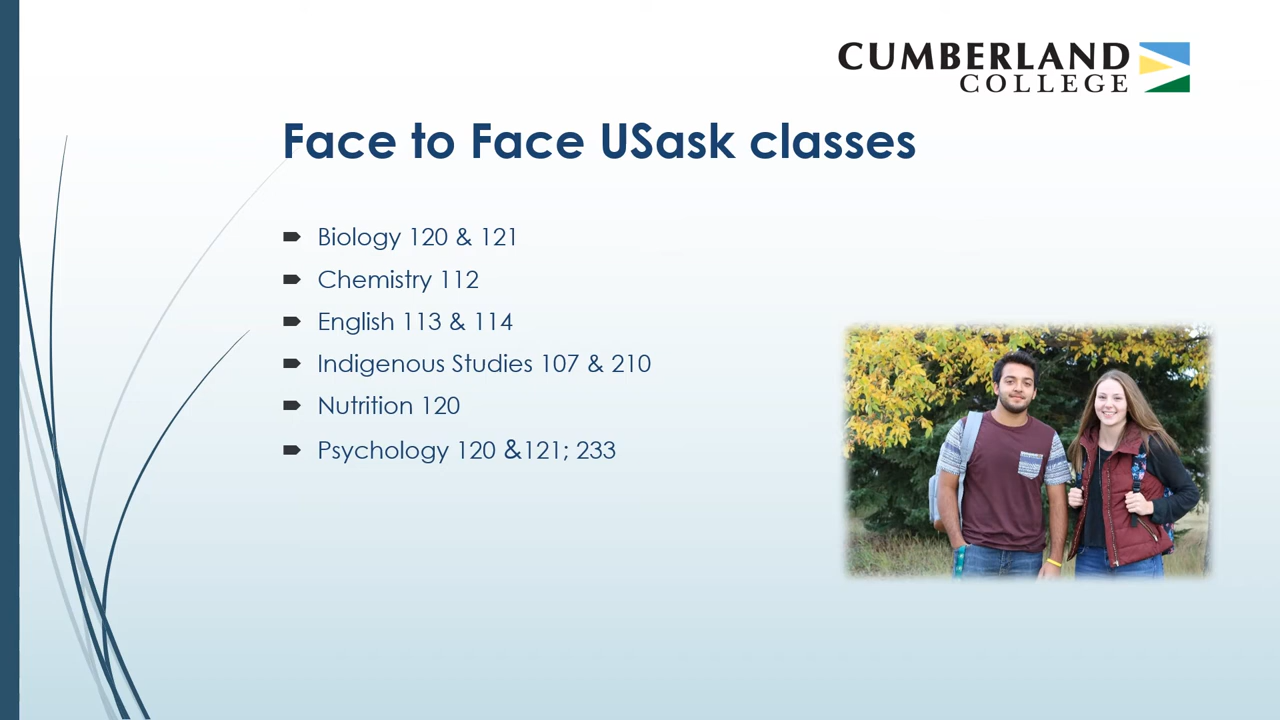 CUMBERLAND
COLLEGE
Face to Face USask classes
Biology 120 & 121
Chemistry 112
English 113 & 114
Indigenous Studies 107 & 210
Nutrition 120
Psychology 120 &121; 233